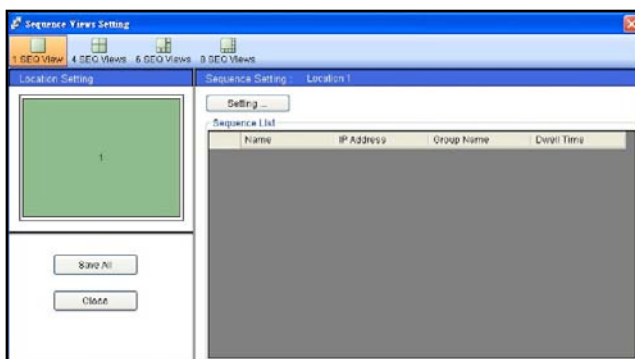 Sequence Views Setting
1 SEQ View 4 SEQ Views 6 SEQ Views 8 SEQ Views
Location Setting
Sequence Setting : Location 1
Setting ...
Sequence List
Name IP Address Group Name Dwell Time
1
Save All
Close